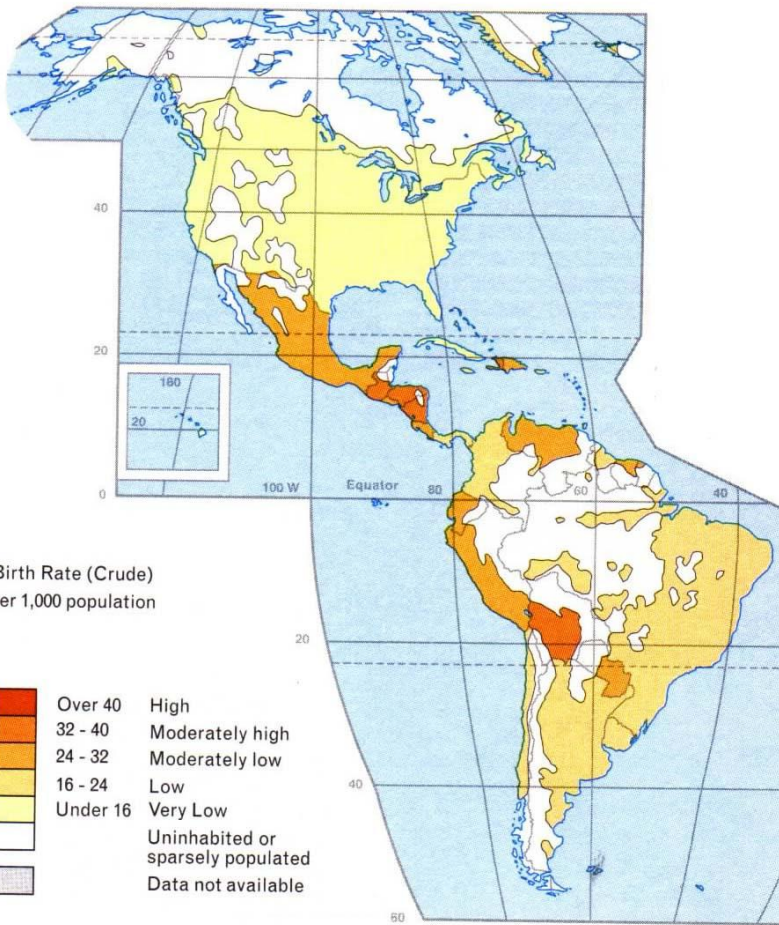 40
20
180
20
0
100 W
Equator
80
60
40
Birth Rate (Crude)
er 1,000 population
20
Over 40 High
32 - 40 Moderately high
24 - 32 Moderately low
16 - 24 Low
Under 16 Very Low
Uninhabited or
sparsely populated
Data not available
40
60